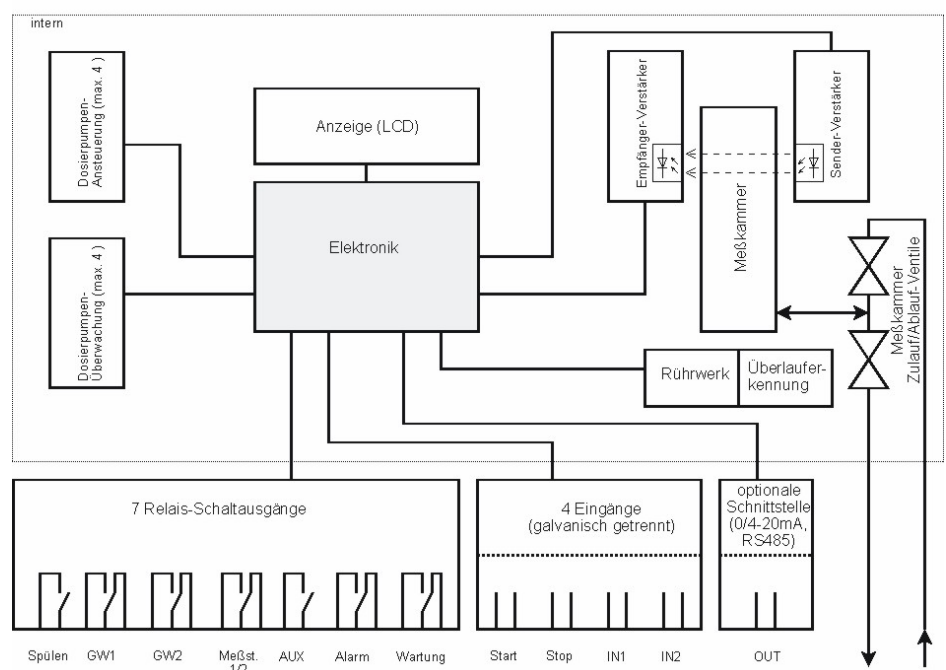 intern
Dosierpumpen-
Ansteuerung (max. 4 )
Anzeige (LCD)
Empfänger-Verstärker
Sender-Verstärker
Elektronik
Meßkammer
Dosierpumpen-
Überwachung (max. 4 )
Meßkammer
Zulauf/Ablauf-Ventile
Rührwerk
Überlaufer-
kennung
7 Relais-Schaltausgänge
4 Eingänge
(galvanisch getrennt)
optionale
Schnittstelle
(0/4-20mA,
RS485)
Spülen
GW1
GW2
Meßst.
1/2
AUX
Alarm
Wartung
Start
Stop
IN1
IN2
OUT